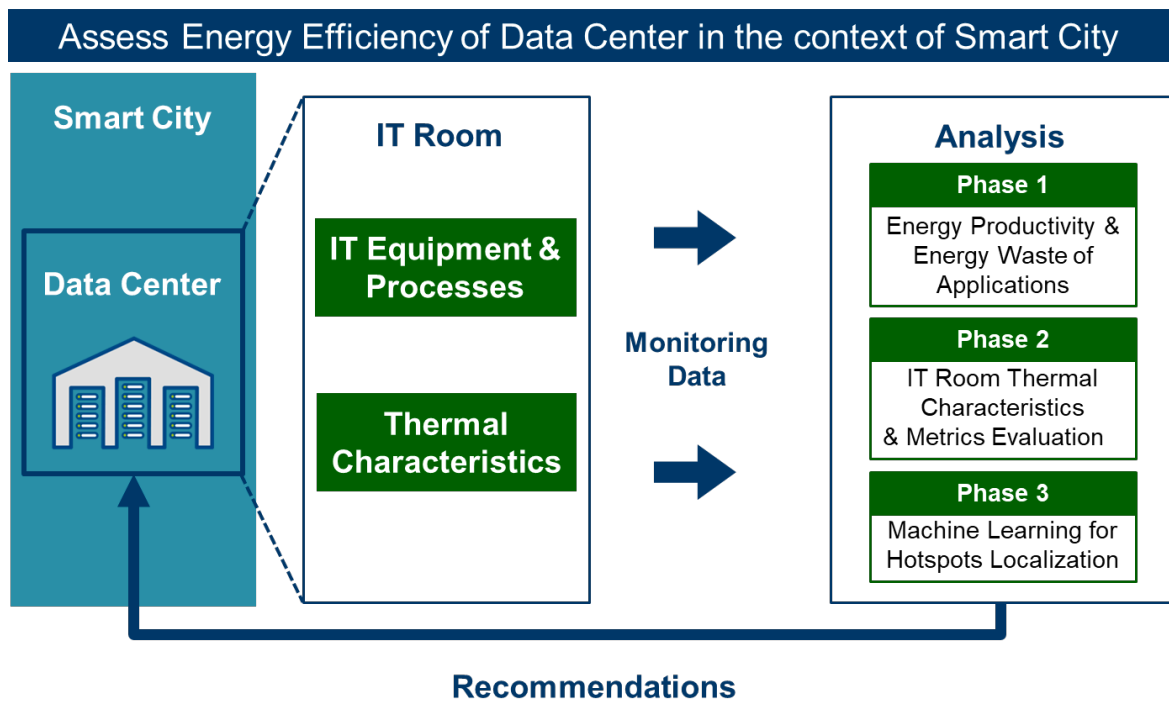 Assess Energy Efficiency of Data Center in the context of Smart City
Smart City
Data Center
IT Room
IT Equipment &
Processes
Thermal
Characteristics
Monitoring
Data
Analysis
Phase 1
Energy Productivity &
Energy Waste of
Applications
Phase 2
IT Room Thermal
Characteristics
& Metrics Evaluation
Phase 3
Machine Learning for
Hotspots Localization
Recommendations